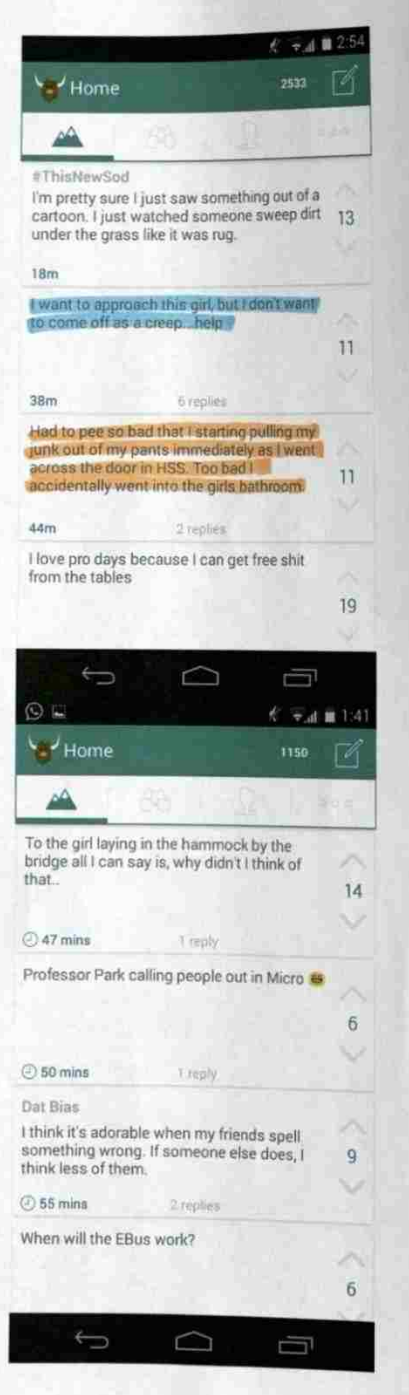 2:54
Home 2533
#ThisNewSod
I'm pretty sure I just saw something out of a
cartoon. I just watched someone sweep dirt
under the grass like it was rug.
13
18m
I want to approach this girl, but I don't want
to come off as a creep...help
11
38m 6 replies
Had to pee so bad that I starting pulling my
junk out of my pants immediately as I went
across the door in HSS. Too bad I
accidentally went into the girls bathroom.
11
44m 2 replies
I love pro days because I can get free shit
from the tables
19
1:41
Home 1150
To the girl laying in the hammock by the
bridge all I can say is, why didn't I think of
that..
14
47 mins 1 reply
Professor Park calling people out in Micro
6
50 mins 1 reply
Dat Bias
I think it's adorable when my friends spell
something wrong. If someone else does, I
think less of them.
9
55 mins 2 replies
When will the EBus work?
6